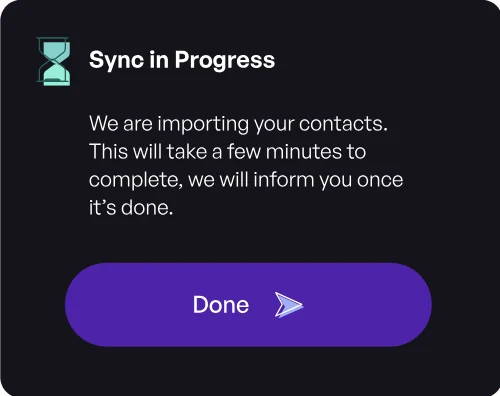 Sync in Progress
We are importing your contacts.
This will take a few minutes to
complete, we will inform you once
it’s done.
Done